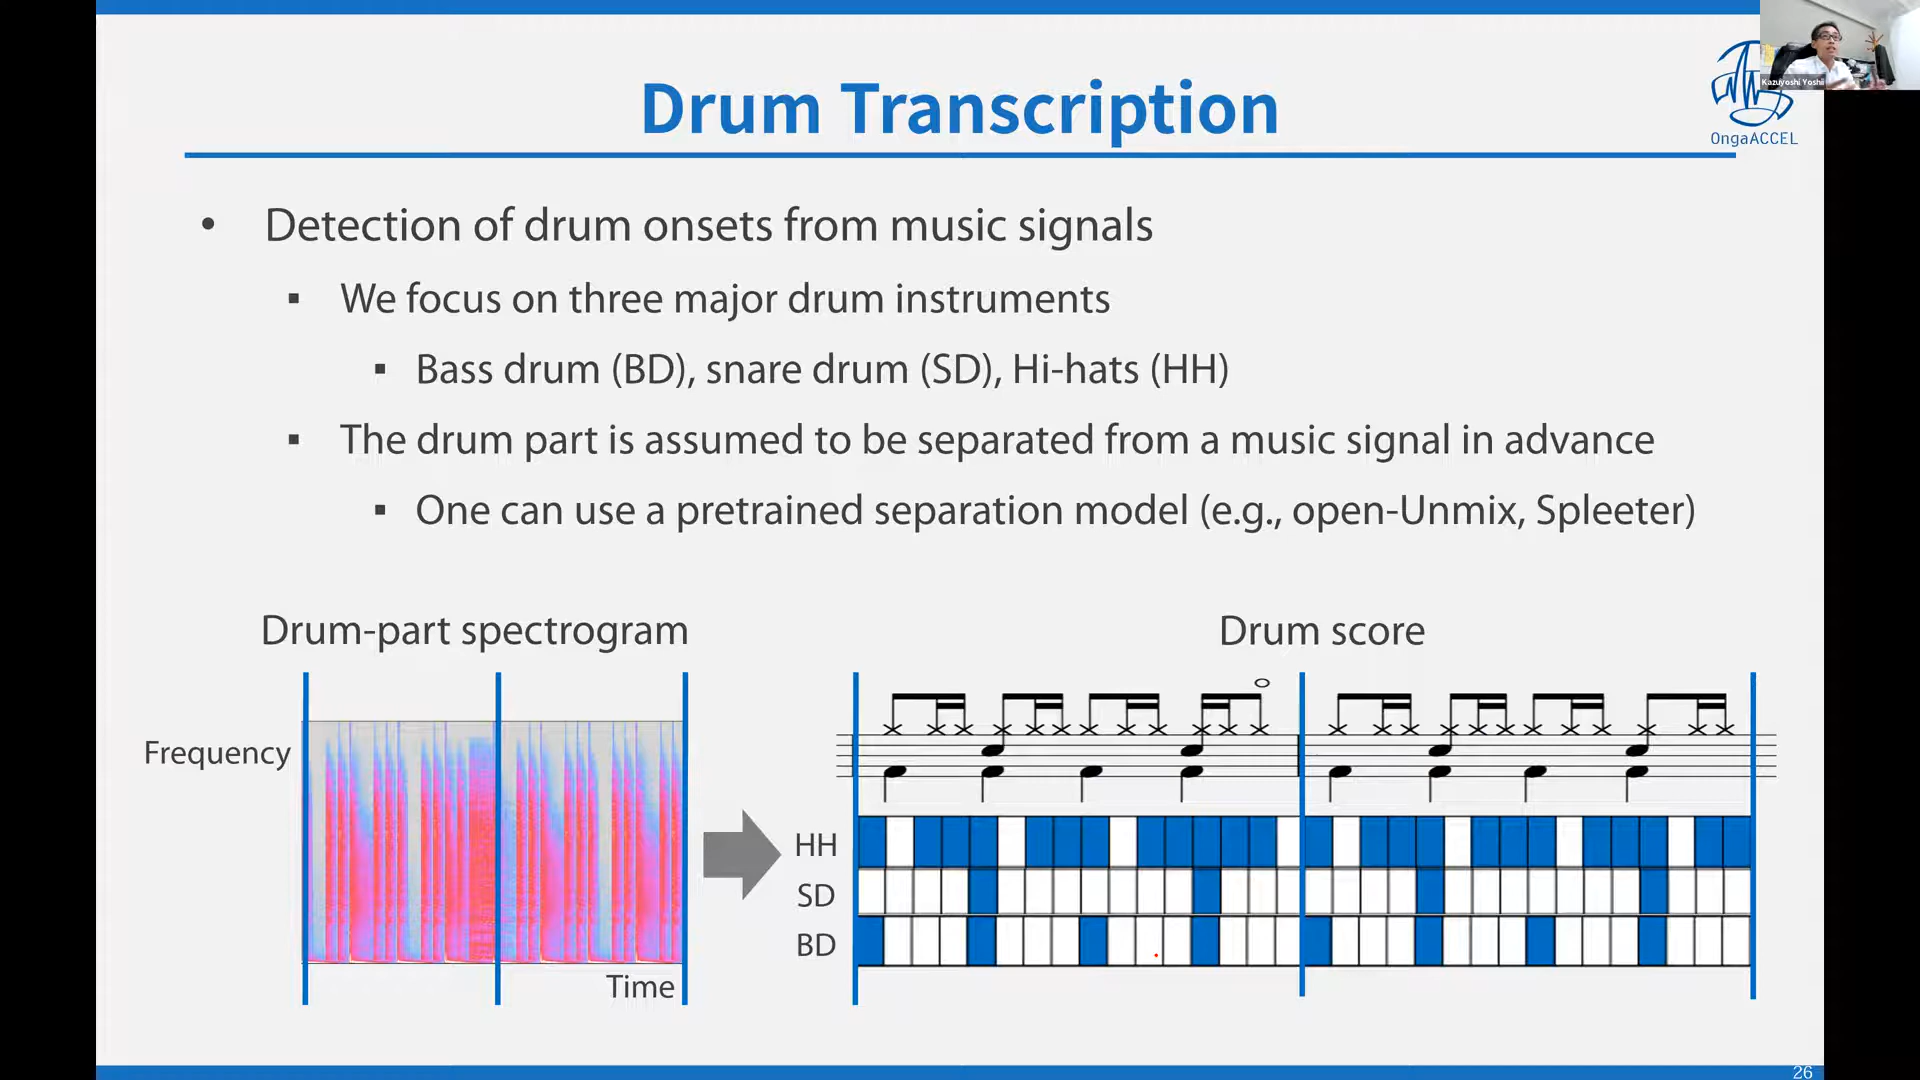 Drum Transcription
Kazuyoshi Yoshii
OngaACCEL
• Detection of drum onsets from music signals
▪ We focus on three major drum instruments
▪ Bass drum (BD), snare drum (SD), Hi-hats (HH)
▪ The drum part is assumed to be separated from a music signal in advance
▪ One can use a pretrained separation model (e.g., open-Unmix, Spleeter)
Drum-part spectrogram
Drum score
Frequency
HH
SD
BD
Time
26